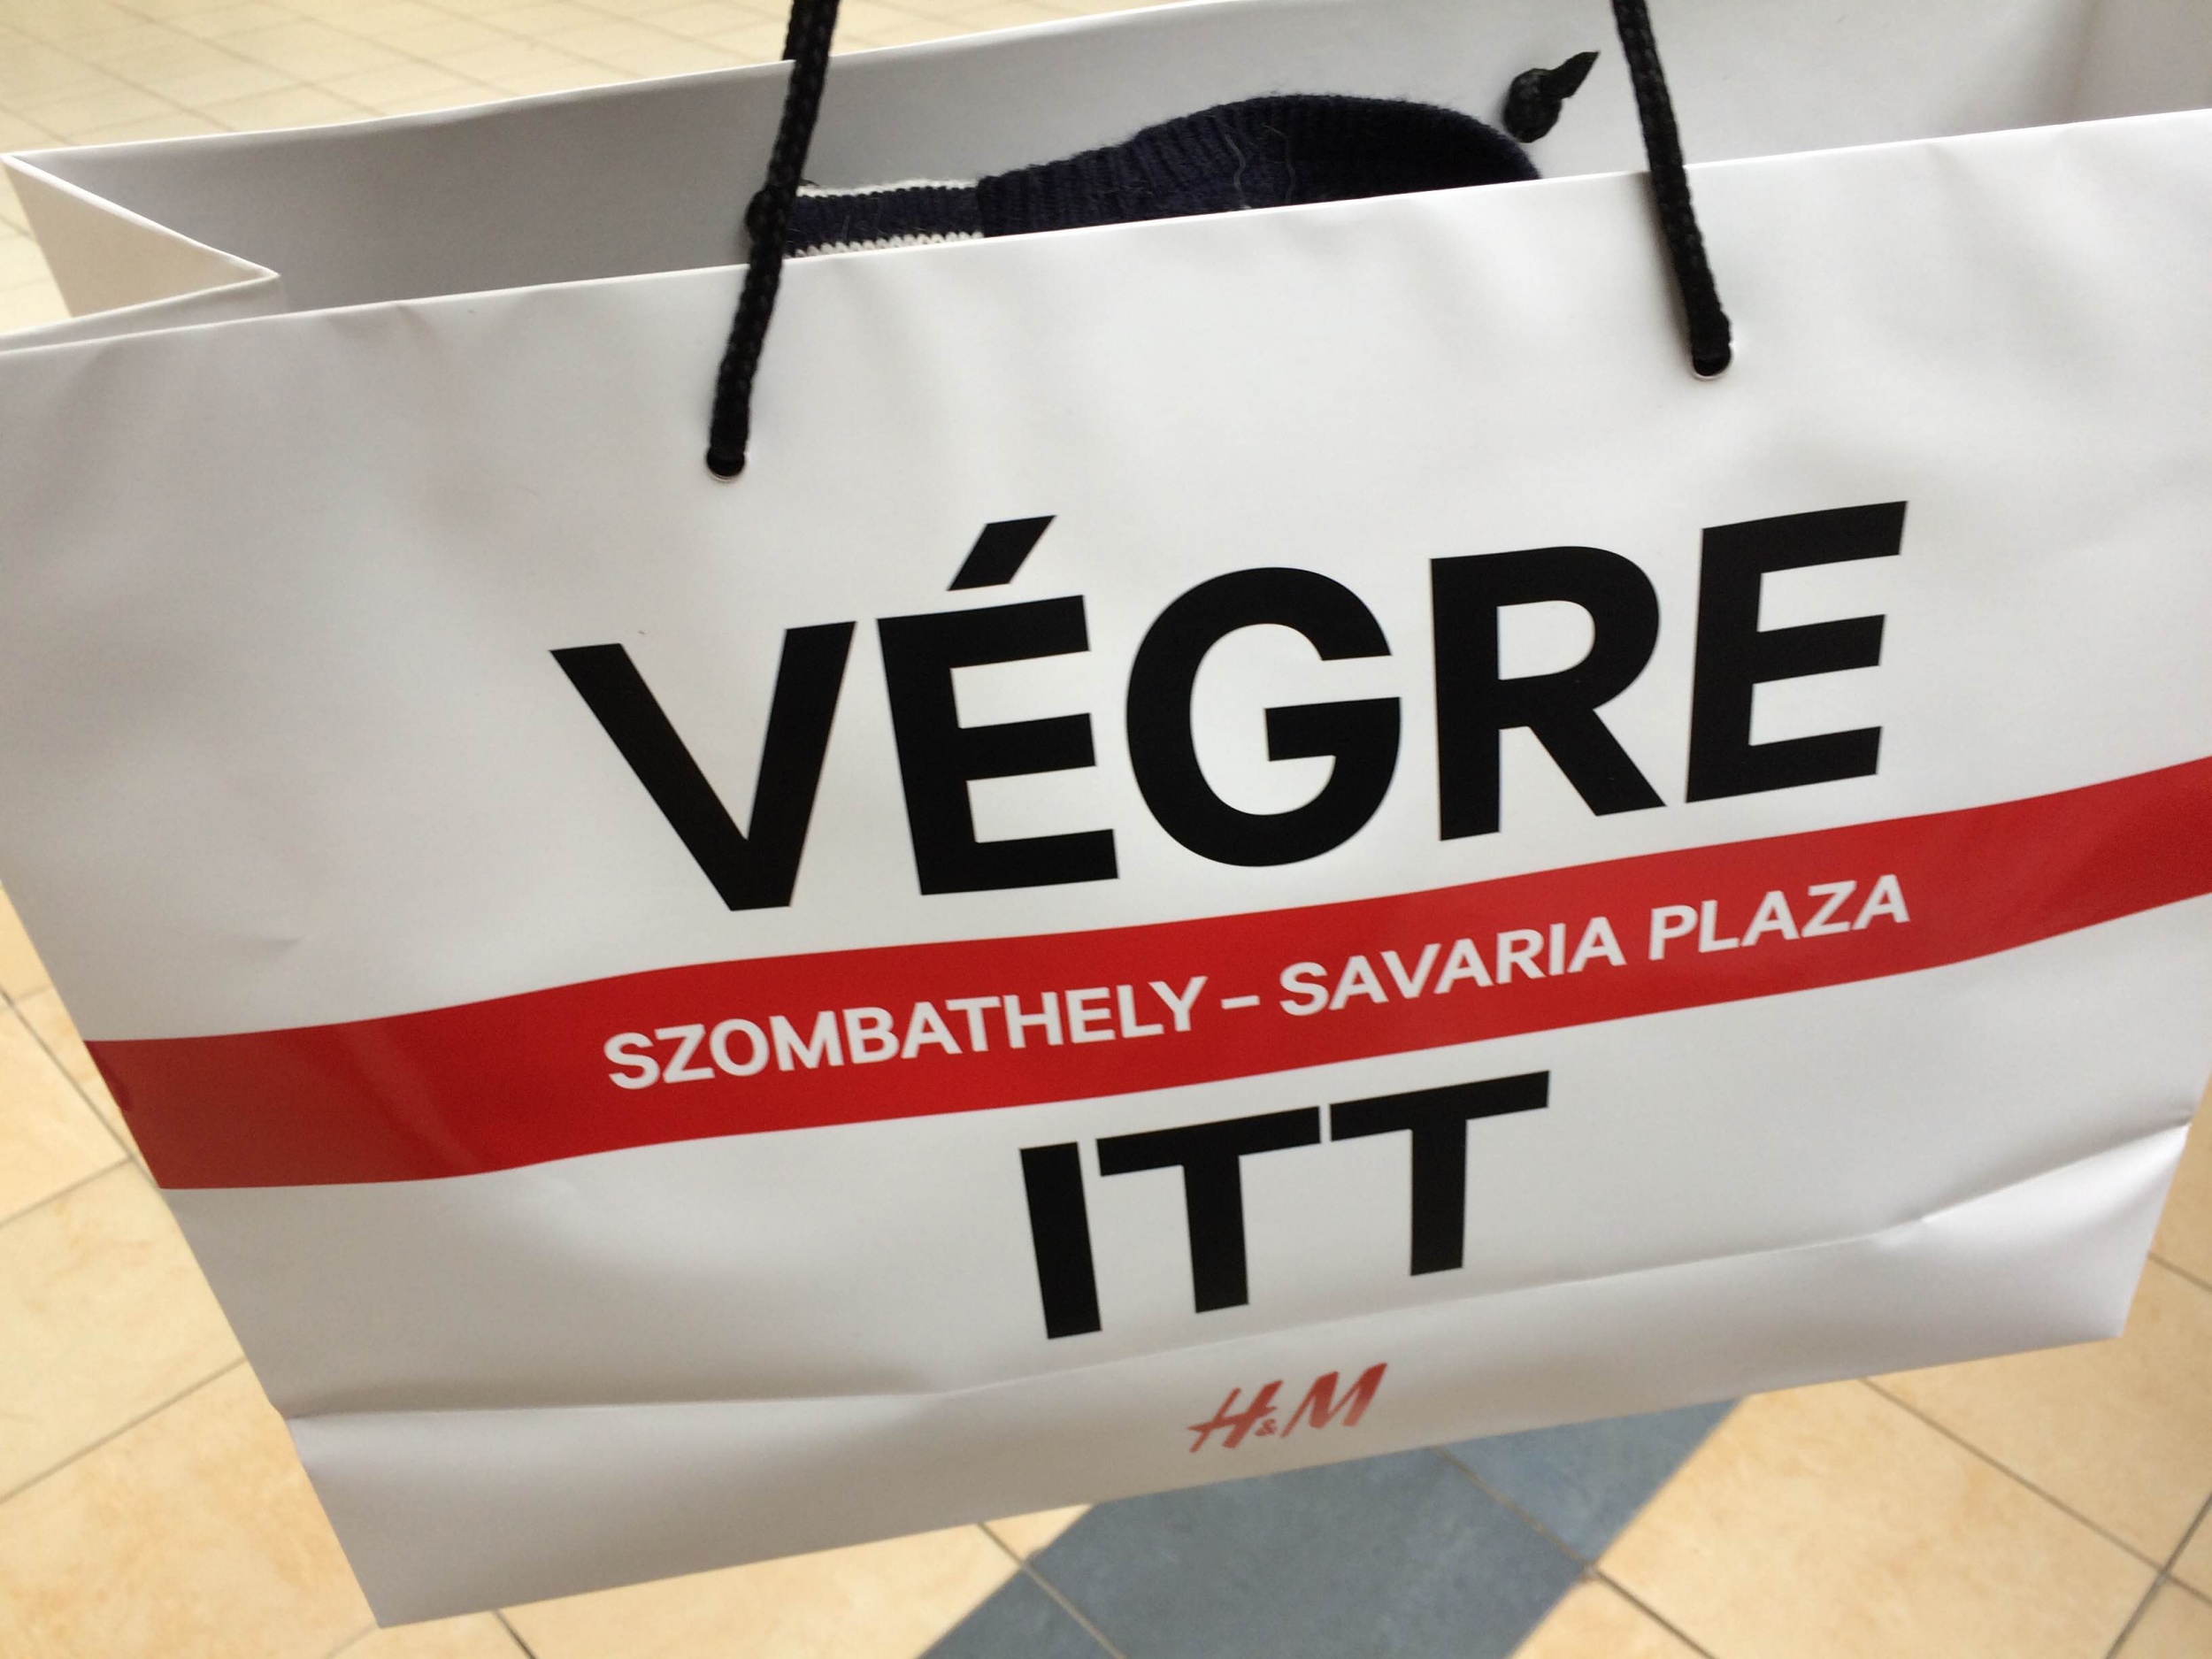 VÉGRE
SZOMBATHELY – SAVARIA PLAZA
ITT
H&M